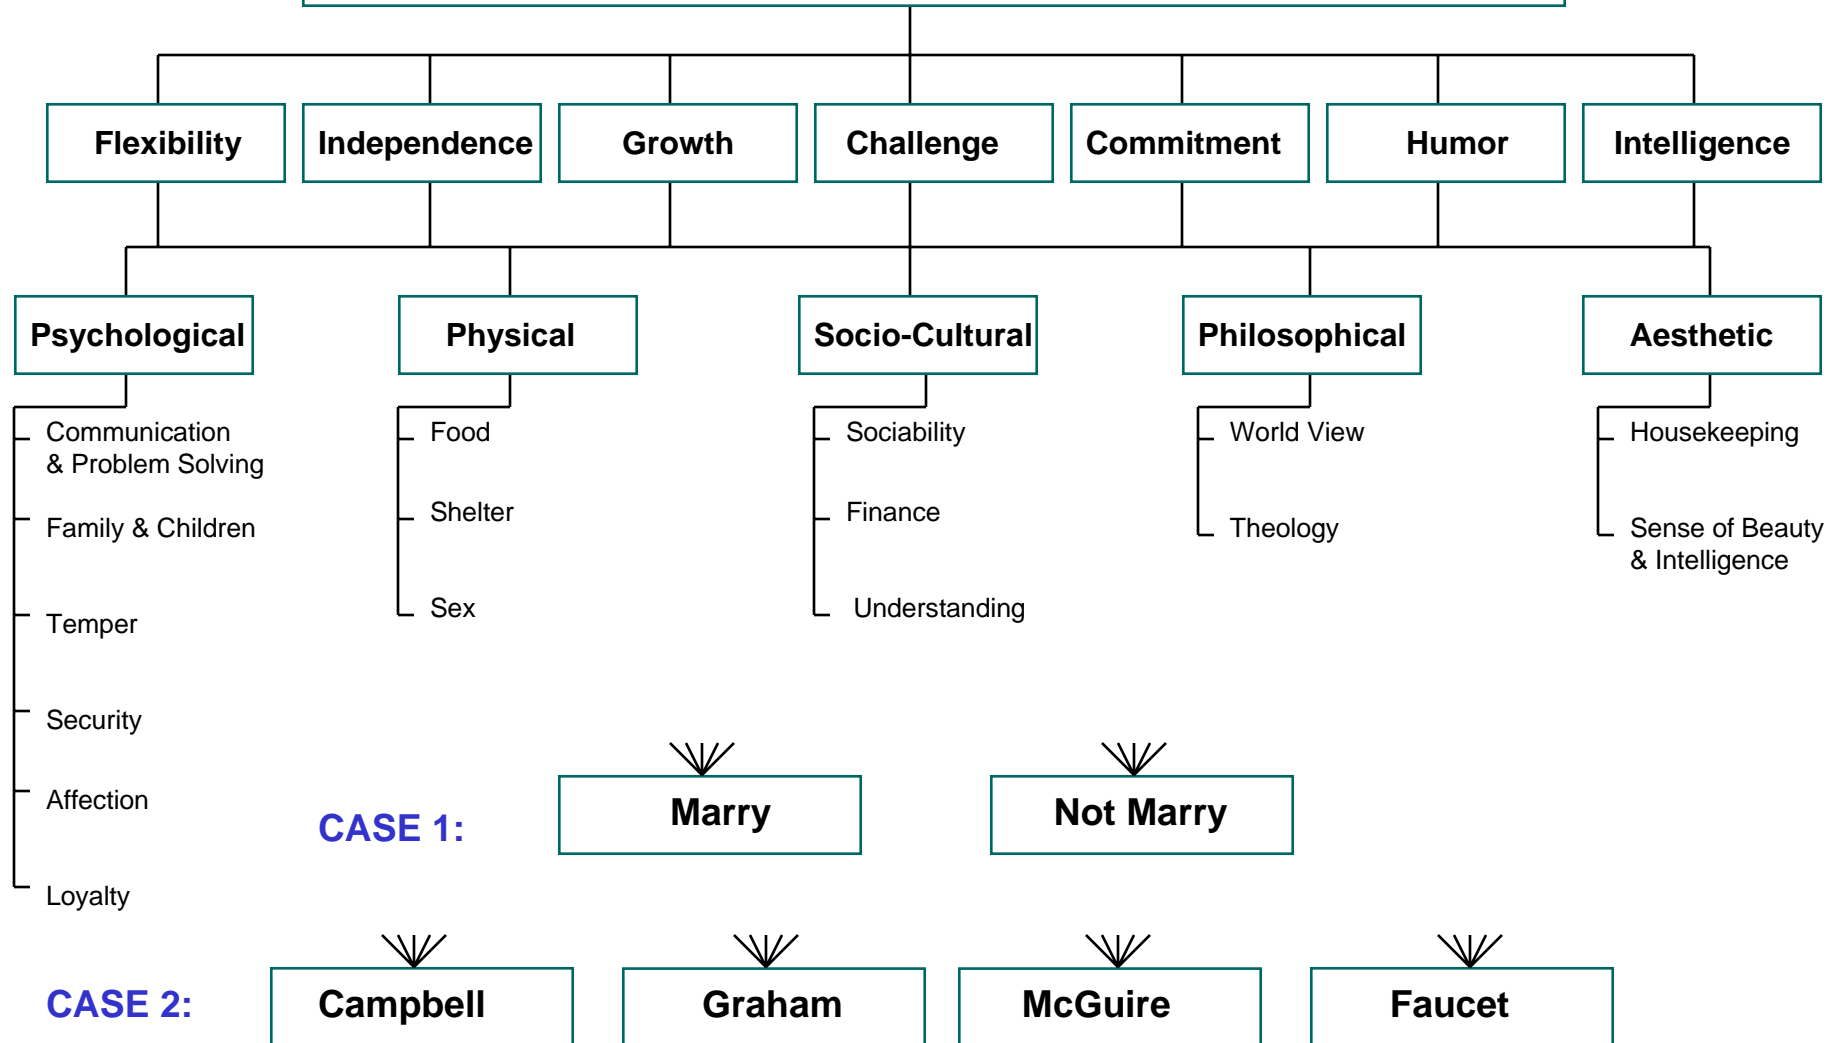 Flexibility
Independence
Growth
Challenge
Commitment
Humor
Intelligence
Psychological
Physical
Socio-Cultural
Philosophical
Aesthetic
Communication
& Problem Solving
Family & Children
Temper
Security
Affection
Loyalty
Food
Shelter
Sex
Sociability
Finance
Understanding
World View
Theology
Housekeeping
Sense of Beauty
& Intelligence
CASE 1:
Marry
Not Marry
CASE 2:
Campbell
Graham
McGuire
Faucet